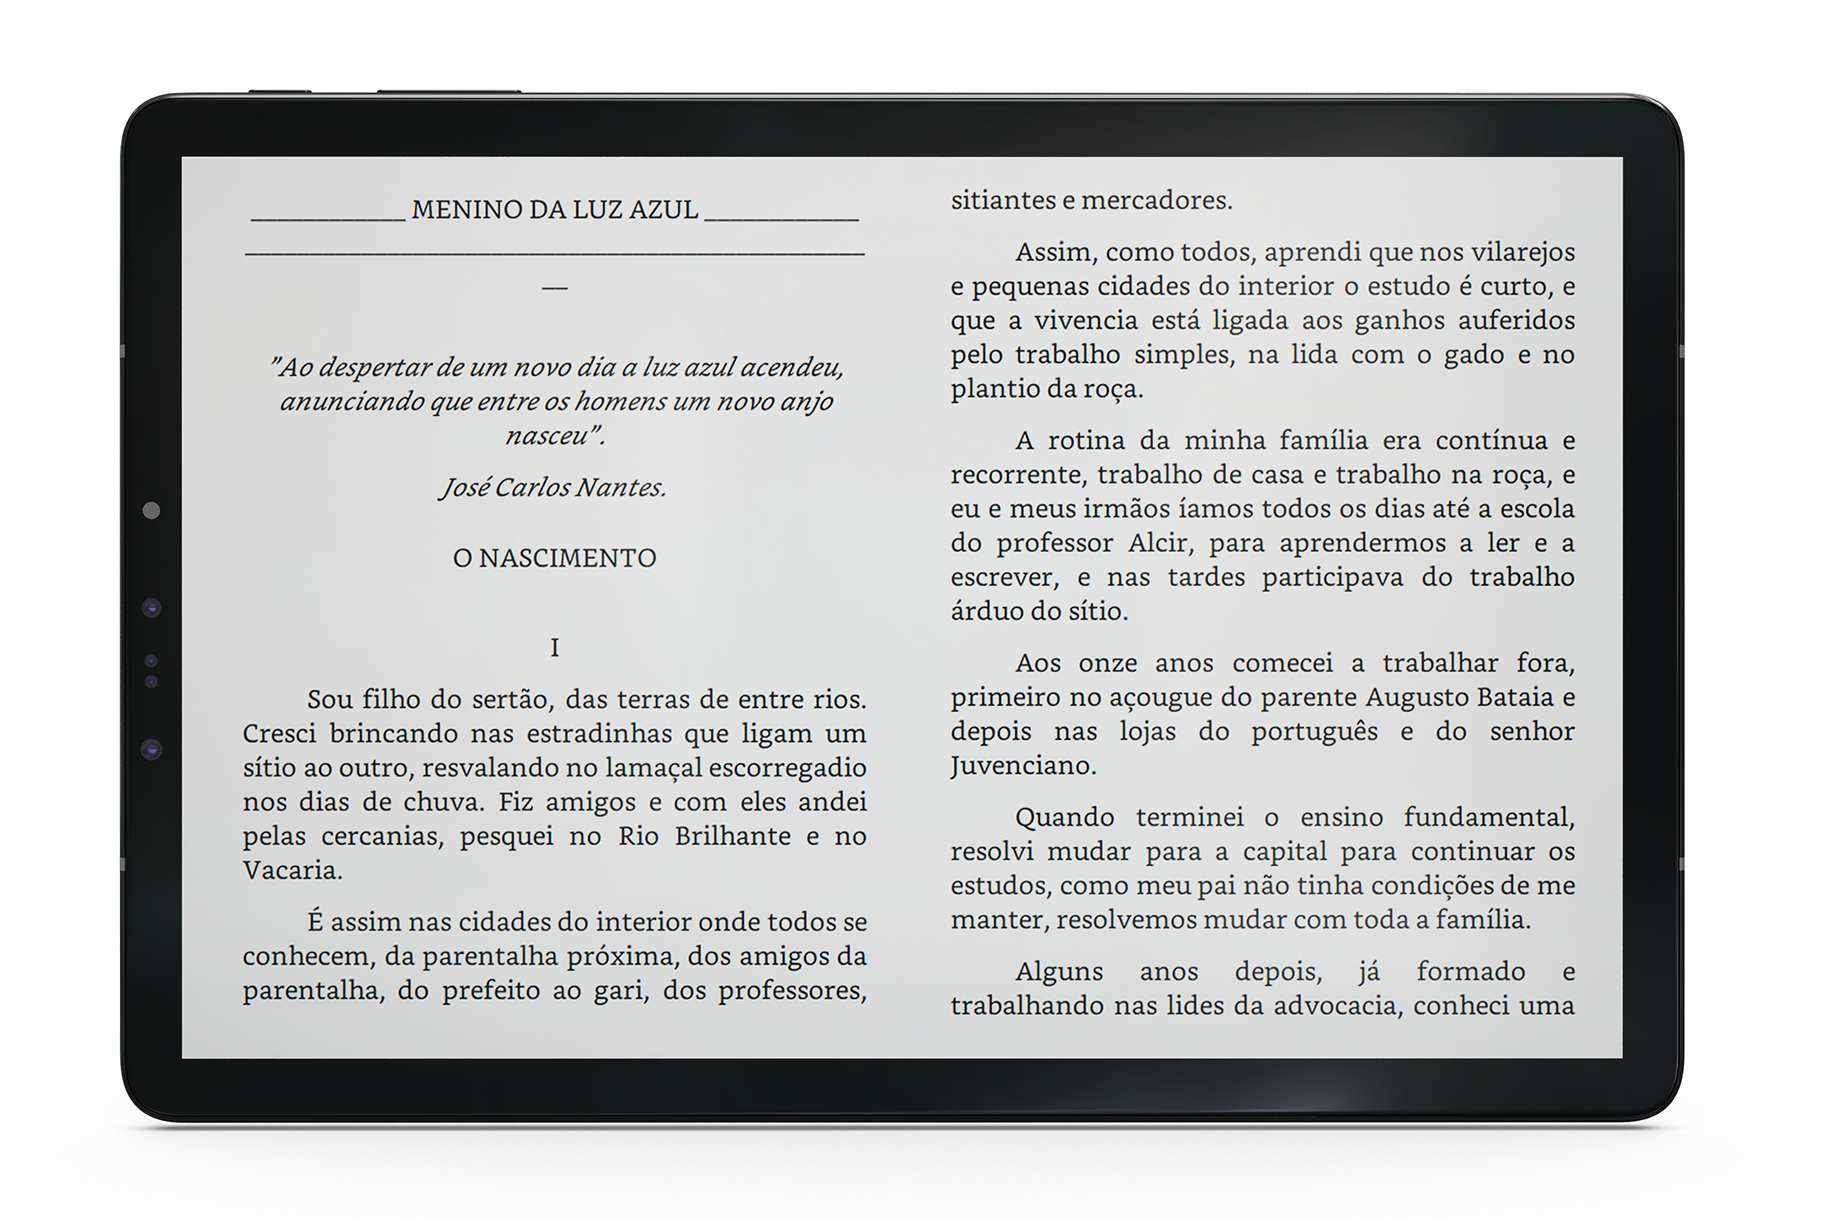 ____________ MENINO DA LUZ AZUL ____________
________________________________________________
__
”Ao despertar de um novo dia a luz azul acendeu,
anunciando que entre os homens um novo anjo
nasceu”.
José Carlos Nantes.
O NASCIMENTO
I
Sou filho do sertão, das terras de entre rios.
Cresci brincando nas estradinhas que ligam um
sítio ao outro, resvalando no lamaçal escorregadio
nos dias de chuva. Fiz amigos e com eles andei
pelas cercanias, pesquei no Rio Brilhante e no
Vacaria.
É assim nas cidades do interior onde todos se
conhecem, da parentalha próxima, dos amigos da
parentalha, do prefeito ao gari, dos professores,
sitiantes e mercadores.
Assim, como todos, aprendi que nos vilarejos
e pequenas cidades do interior o estudo é curto, e
que a vivencia está ligada aos ganhos auferidos
pelo trabalho simples, na lida com o gado e no
plantio da roça.
A rotina da minha família era contínua e
recorrente, trabalho de casa e trabalho na roça, e
eu e meus irmãos íamos todos os dias até a escola
do professor Alcir, para aprendermos a ler e a
escrever, e nas tardes participava do trabalho
árduo do sítio.
Aos onze anos comecei a trabalhar fora,
primeiro no açougue do parente Augusto Bataia e
depois nas lojas do português e do senhor
Juvenciano.
Quando terminei o ensino fundamental,
resolvi mudar para a capital para continuar os
estudos, como meu pai não tinha condições de me
manter, resolvemos mudar com toda a família.
Alguns anos depois, já formado e
trabalhando nas lides da advocacia, conheci uma